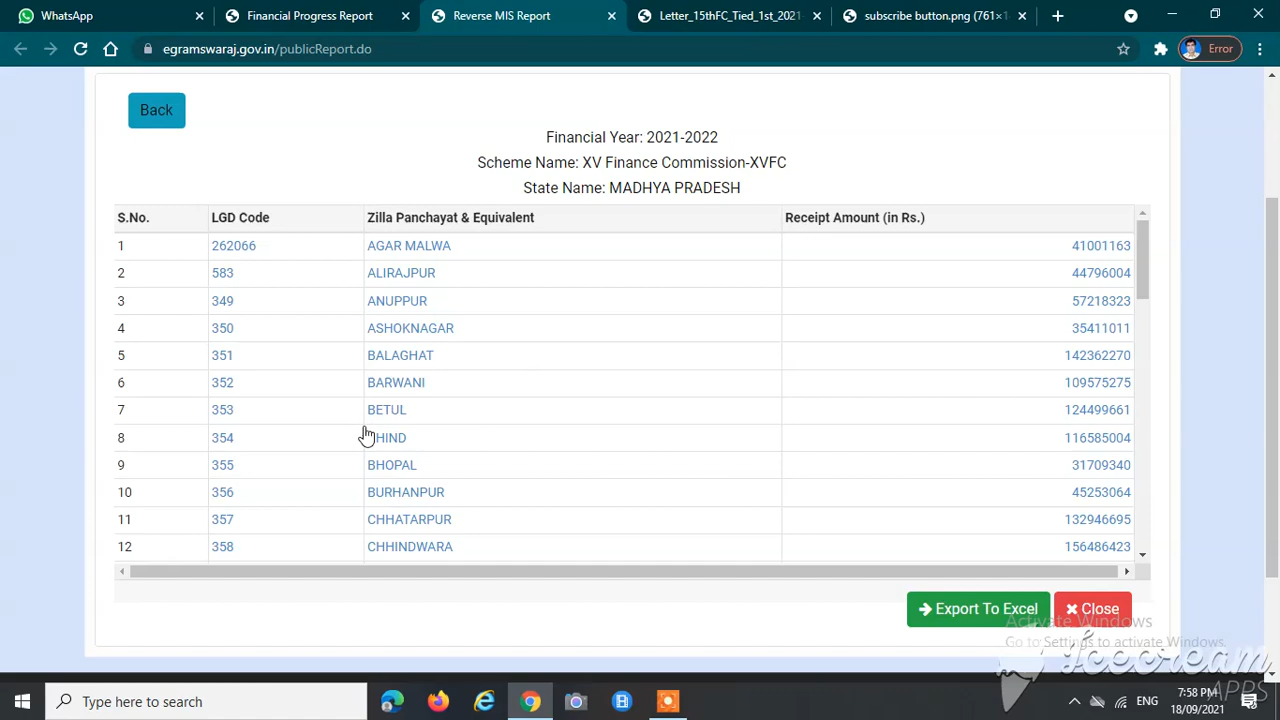 WhatsApp
Financial Progress Report
Reverse MIS Report
Letter_15thFC_Tied_1st_2021-
subscribe button.png (761×1
egramswaraj.gov.in/publicReport.do
Error
Back
Financial Year: 2021-2022
Scheme Name: XV Finance Commission-XVFC
State Name: MADHYA PRADESH
S.No. LGD Code Zilla Panchayat & Equivalent Receipt Amount (in Rs.)
1 262066 AGAR MALWA 41001163
2 583 ALIRAJPUR 44796004
3 349 ANUPPUR 57218323
4 350 ASHOKNAGAR 35411011
5 351 BALAGHAT 142362270
6 352 BARWANI 109575275
7 353 BETUL 124499661
8 354 HIND 116585004
9 355 BHOPAL 31709340
10 356 BURHANPUR 45253064
11 357 CHHATARPUR 132946695
12 358 CHHINDWARA 156486423
Export To Excel Close
Activate Windows
Go to Settings to activate Windows.
Icecream
APPS
Type here to search
ENG
7:58 PM
18/09/2021